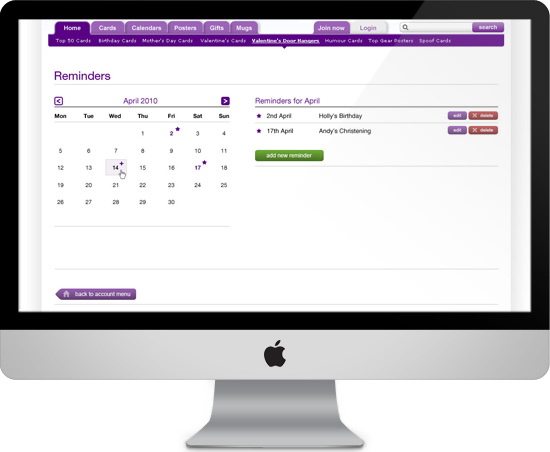 Home Cards Calendars Posters Gifts Mugs Join now Login search
Top 50 Cards Birthday Cards Mother's Day Cards Valentine's Cards Valentine's Door Hangers Humour Cards Top Gear Posters Spoof Cards
Reminders
April 2010
Mon Tue Wed Thu Fri Sat Sun
1 2 3 4
5 6 7 8 9 10 11
12 13 14 15 16 17 18
19 20 21 22 23 24 25
26 27 28 29 30
Reminders for April
2nd April Holly's Birthday edit delete
17th April Andy's Christening edit delete
add new reminder
back to account menu